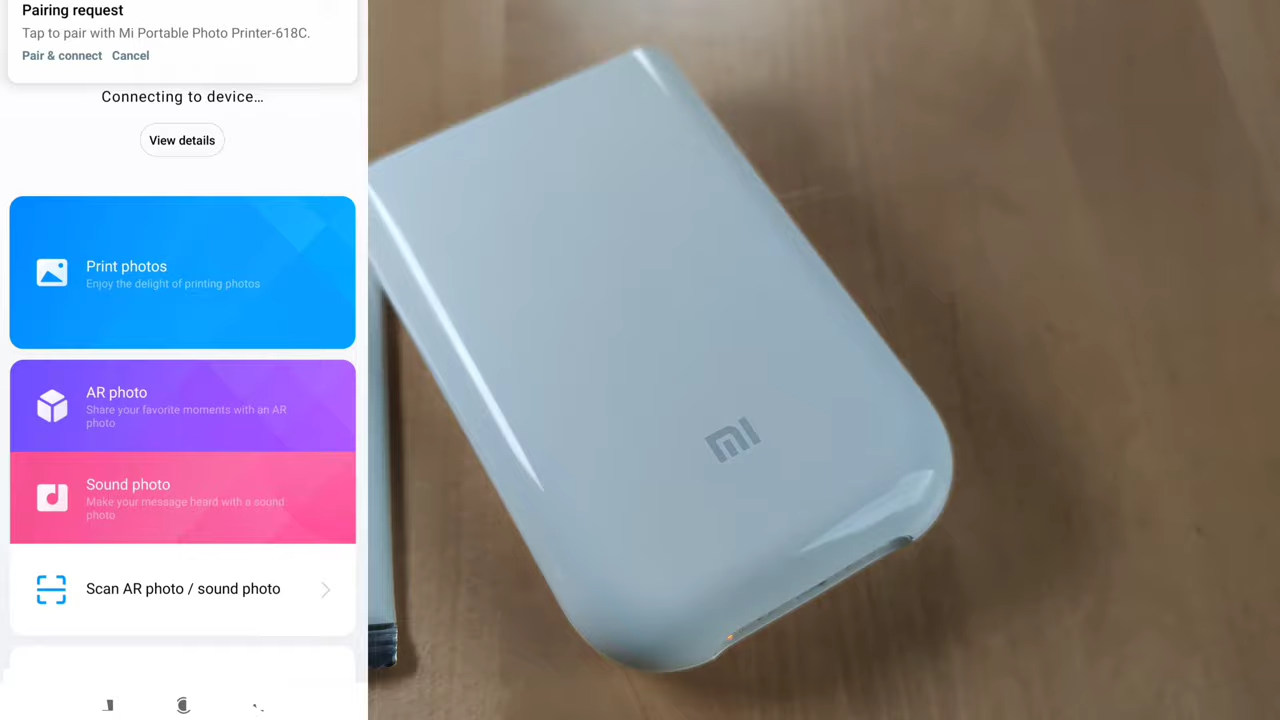 Pairing request
Tap to pair with Mi Portable Photo Printer-618C.
Pair & connect Cancel
Connecting to device…
View details
Print photos
Enjoy the delight of printing photos
AR photo
Share your favorite moments with an AR
photo
Sound photo
Make your message heard with a sound
photo
Scan AR photo / sound photo
MI